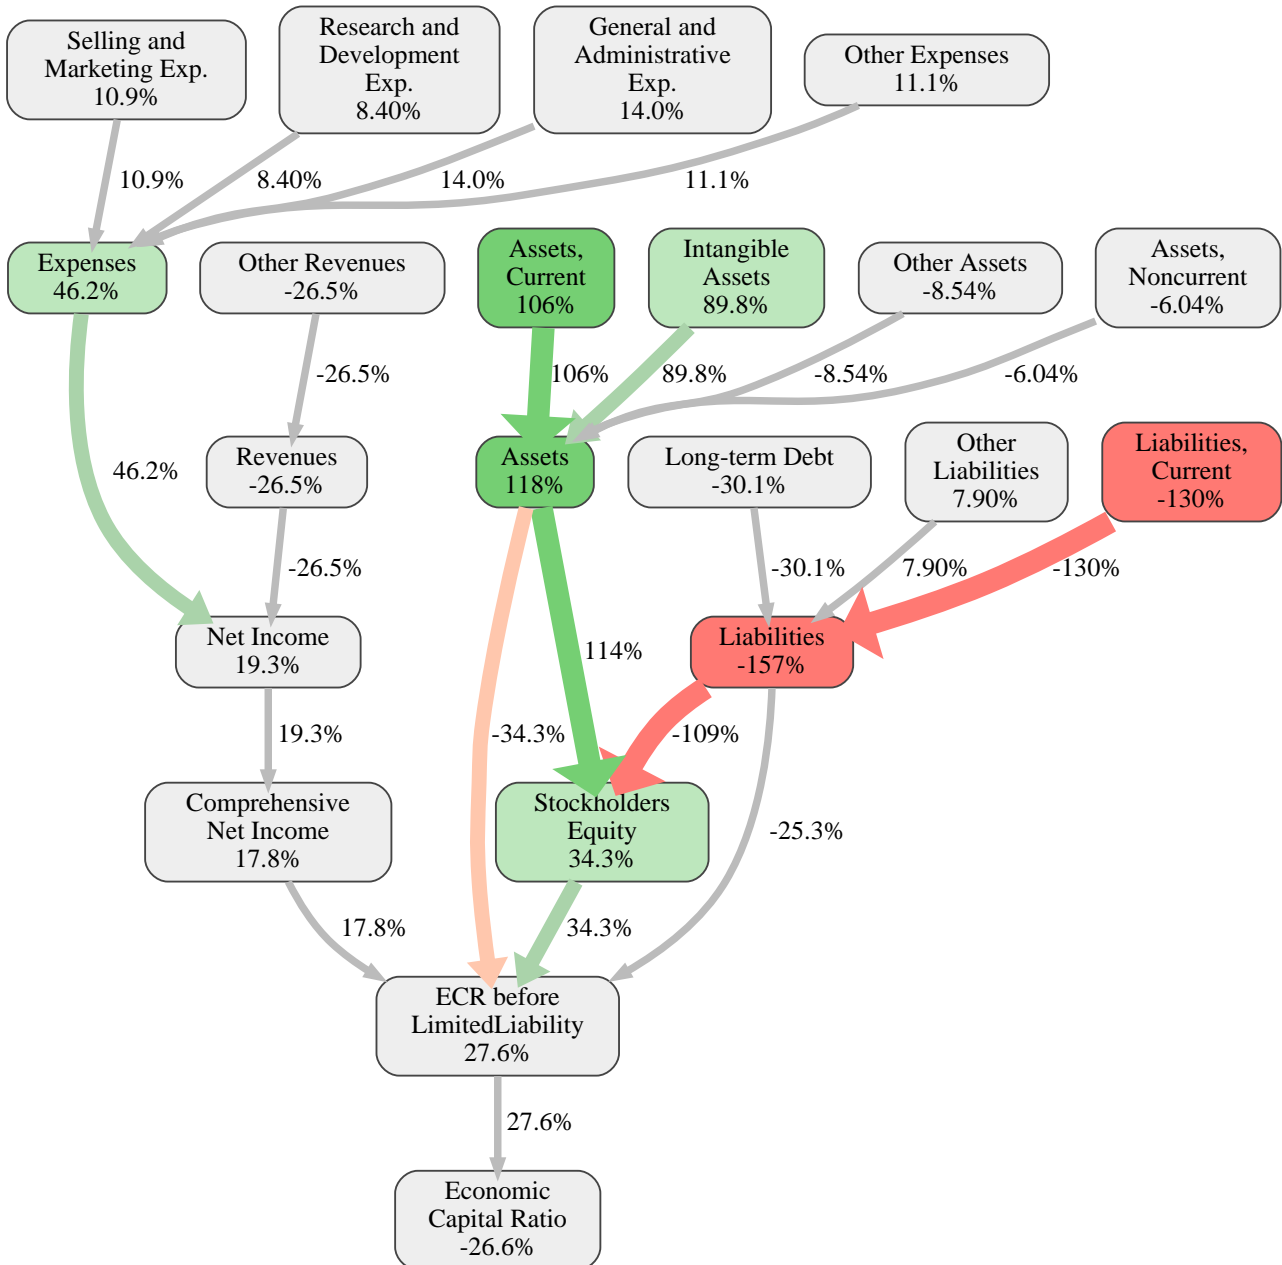 Selling and
Marketing Exp.
10.9%
Research and
Development
Exp.
8.40%
General and
Administrative
Exp.
14.0%
Other Expenses
11.1%
10.9%
8.40%
14.0%
11.1%
Expenses
46.2%
Other Revenues
-26.5%
Assets,
Current
106%
Intangible
Assets
89.8%
Other Assets
-8.54%
Assets,
Noncurrent
-6.04%
-26.5%
106%
89.8%
-8.54%
-6.04%
46.2%
Revenues
-26.5%
Assets
118%
Long-term Debt
-30.1%
Other
Liabilities
7.90%
Liabilities,
Current
-130%
-26.5%
-30.1%
7.90%
-130%
Net Income
19.3%
114%
Liabilities
-157%
19.3%
-34.3%
-109%
Comprehensive
Net Income
17.8%
Stockholders
Equity
34.3%
-25.3%
17.8%
34.3%
ECR before
LimitedLiability
27.6%
27.6%
Economic
Capital Ratio
-26.6%